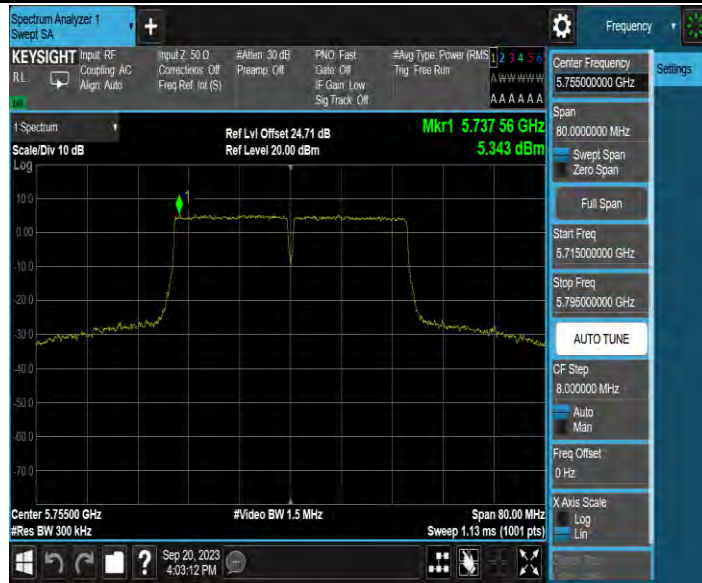 Spectrum Analyzer 1
Swept SA
Frequency
KEYSIGHT
RL
Input: RF
Coupling: AC
Align: Auto
Input Z: 50 Ω
Corrections: Off
Freq Ref: Int (S)
#Atten: 30 dB
Preamp: Off
PNO: Fast
Gate: Off
IF Gain: Low
Sig Track: Off
#Avg Type: Power (RMS
Trig: Free Run
1 2 3 4 5 6
A W W W W W
A A A A A A
1 Spectrum
Scale/Div 10 dB
Ref Lvl Offset 24.71 dB
Ref Level 20.00 dBm
Mkr1 5.737 56 GHz
5.343 dBm
Log
1
10.0
0.00
-10.0
-20.0
-30.0
-40.0
-50.0
-60.0
-70.0
Center 5.75500 GHz
#Res BW 300 kHz
#Video BW 1.5 MHz
Span 80.00 MHz
Sweep 1.13 ms (1001 pts)
Center Frequency
5.755000000 GHz
Settings
Span
80.0000000 MHz
Swept Span
Zero Span
Full Span
Start Freq
5.715000000 GHz
Stop Freq
5.795000000 GHz
AUTO TUNE
CF Step
8.000000 MHz
Auto
Man
Freq Offset
0 Hz
X Axis Scale
Log
Lin
?
Sep 20, 2023
4:03:12 PM